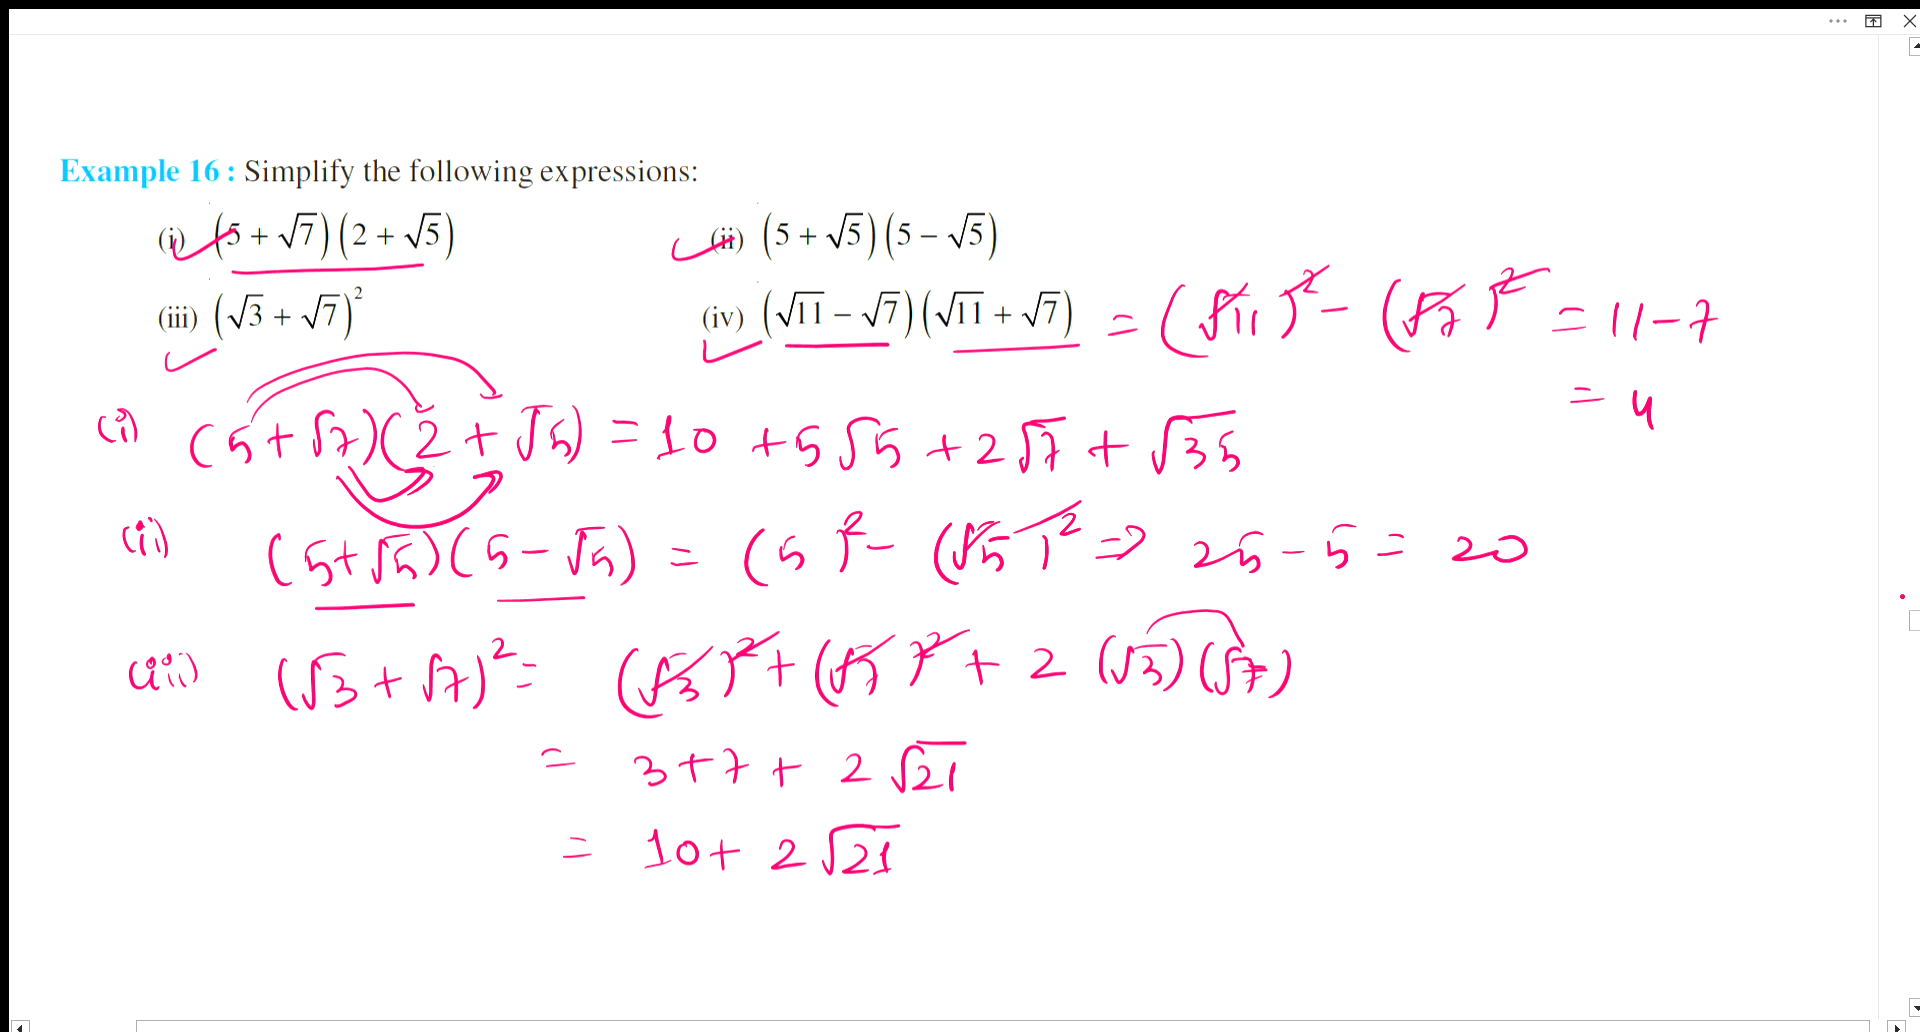 Example 16 : Simplify the following expressions:
(i) (5 + √7)(2 + √5) (ii) (5 + √5)(5 − √5)
(iii) (√3 + √7)² (iv) (√11 − √7)(√11 + √7) = (√11)² − (√7)² = 11 − 7
= 4
(i) (5 + √7)(2 + √5) = 10 + 5√5 + 2√7 + √35
(ii) (5 + √5)(5 − √5) = (5)² − (√5)² ⇒ 25 − 5 = 20
(iii) (√3 + √7)² = (√3)² + (√7)² + 2 (√3)(√7)
= 3 + 7 + 2√21
= 10 + 2√21